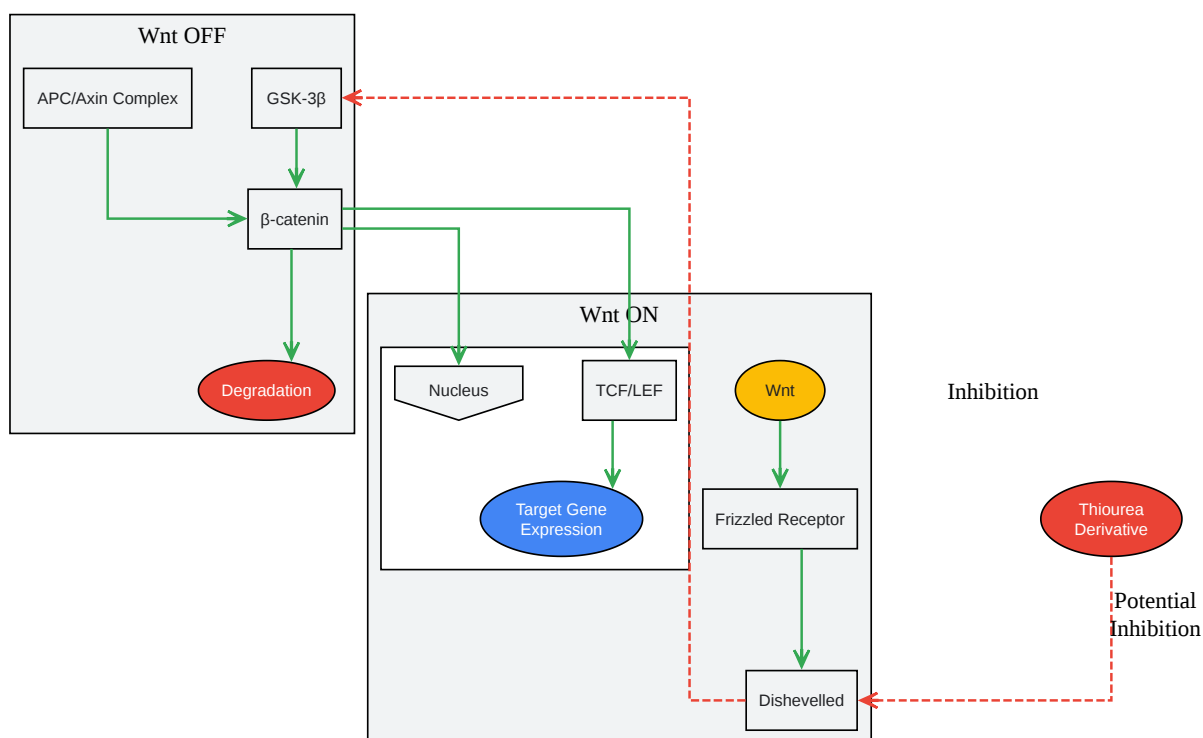 Wnt OFF
APC/Axin Complex
GSK-3β
β-catenin
Degradation
Wnt ON
Nucleus
TCF/LEF
Wnt
Inhibition
Target Gene
Expression
Frizzled Receptor
Thiourea
Derivative
Potential
Inhibition
Dishevelled